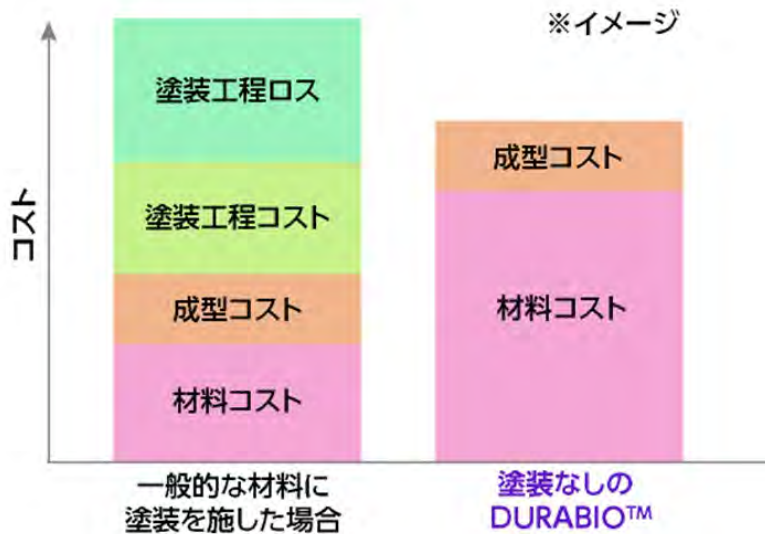 ※イメージ
コスト
塗装工程ロス
塗装工程コスト
成型コスト
材料コスト
成型コスト
材料コスト
一般的な材料に
塗装を施した場合
塗装なしの
DURABIO™